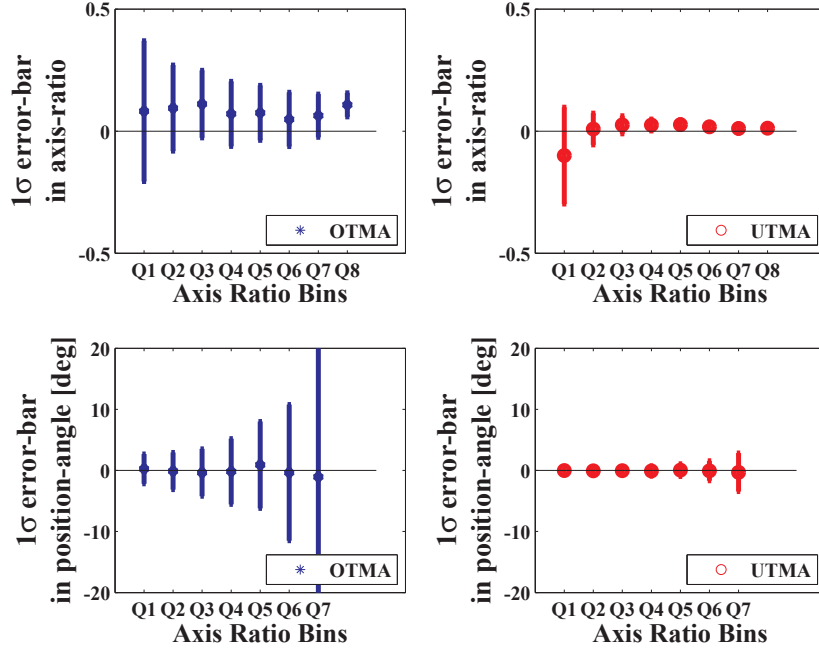 0.5
0
-0.5
1σ error-bar
in axis-ratio
OTMA
Q1 Q2 Q3 Q4 Q5 Q6 Q7 Q8
Axis Ratio Bins
0.5
0
-0.5
1σ error-bar
in axis-ratio
UTMA
Q1 Q2 Q3 Q4 Q5 Q6 Q7 Q8
Axis Ratio Bins
20
10
0
-10
-20
1σ error-bar
in position-angle [deg]
OTMA
Q1 Q2 Q3 Q4 Q5 Q6 Q7
Axis Ratio Bins
20
10
0
-10
-20
1σ error-bar
in position-angle [deg]
UTMA
Q1 Q2 Q3 Q4 Q5 Q6 Q7
Axis Ratio Bins